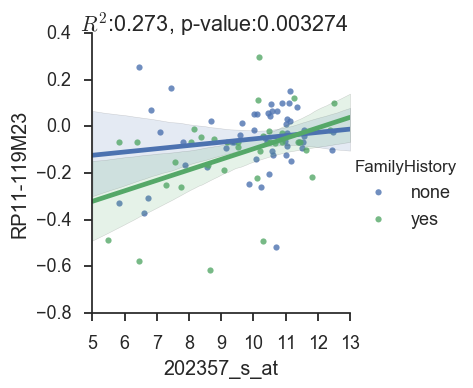 R²:0.273, p-value:0.003274
0.4
0.2
0.0
−0.2
−0.4
−0.6
−0.8
RP11-119M23
5 6 7 8 9 10 11 12 13
202357_s_at
FamilyHistory
none
yes